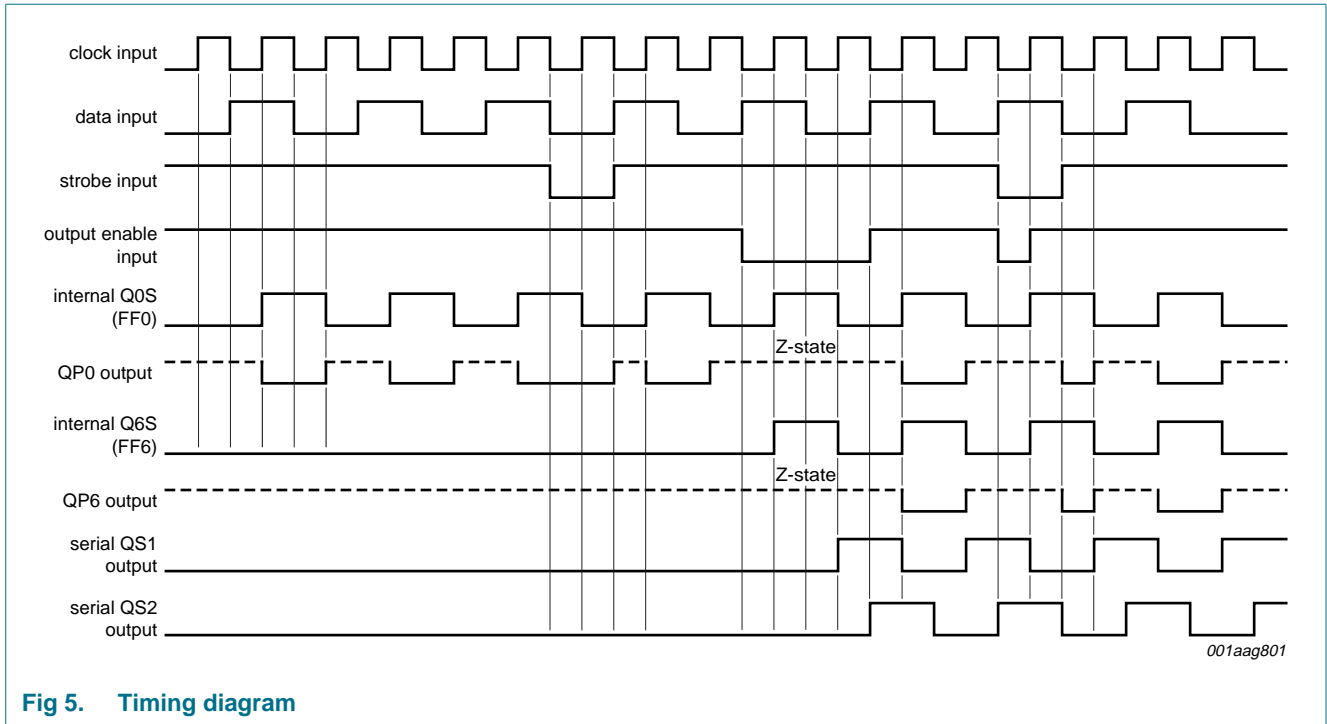 clock input
data input
strobe input
output enable
input
internal Q0S
(FF0)
Z-state
QP0 output
internal Q6S
(FF6)
Z-state
QP6 output
serial QS1
output
serial QS2
output
001aag801
Fig 5. Timing diagram